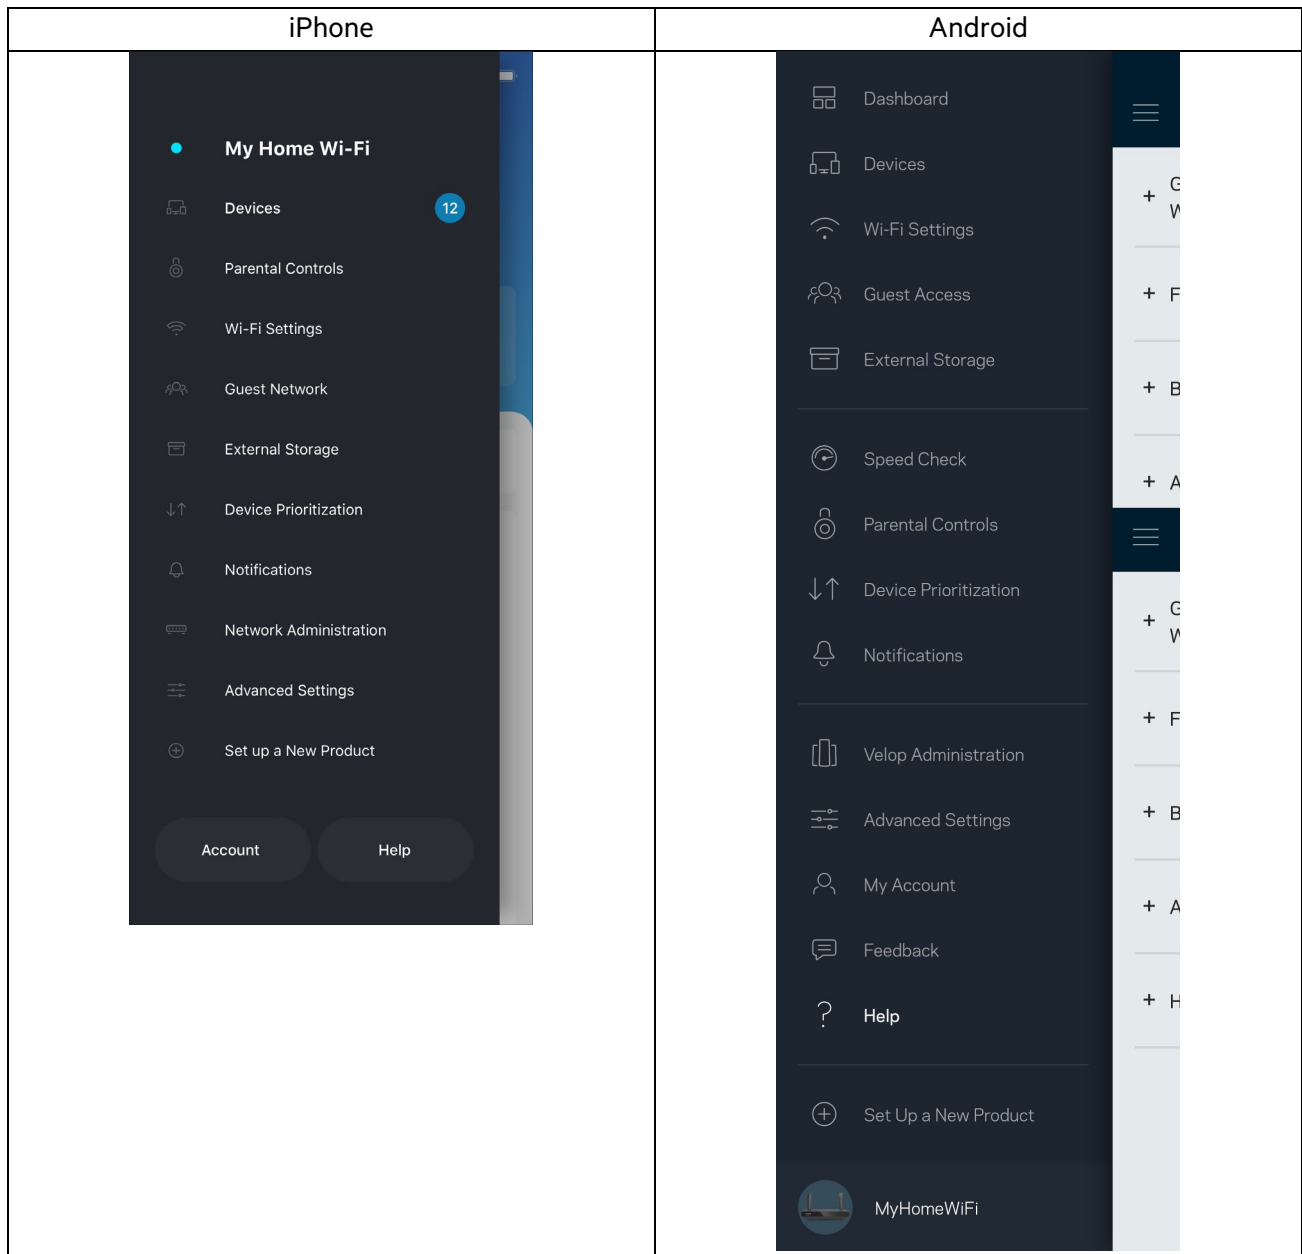 iPhone
Android
My Home Wi-Fi
Devices
12
Parental Controls
Wi-Fi Settings
Guest Network
External Storage
Device Prioritization
Notifications
Network Administration
Advanced Settings
Set up a New Product
Account
Help
Dashboard
Devices
Wi-Fi Settings
Guest Access
External Storage
Speed Check
Parental Controls
Device Prioritization
Notifications
Velop Administration
Advanced Settings
My Account
Feedback
Help
Set Up a New Product
MyHomeWiFi
+ G
+ F
+ B
+ A
+ G
+ F
+ B
+ A
+ H